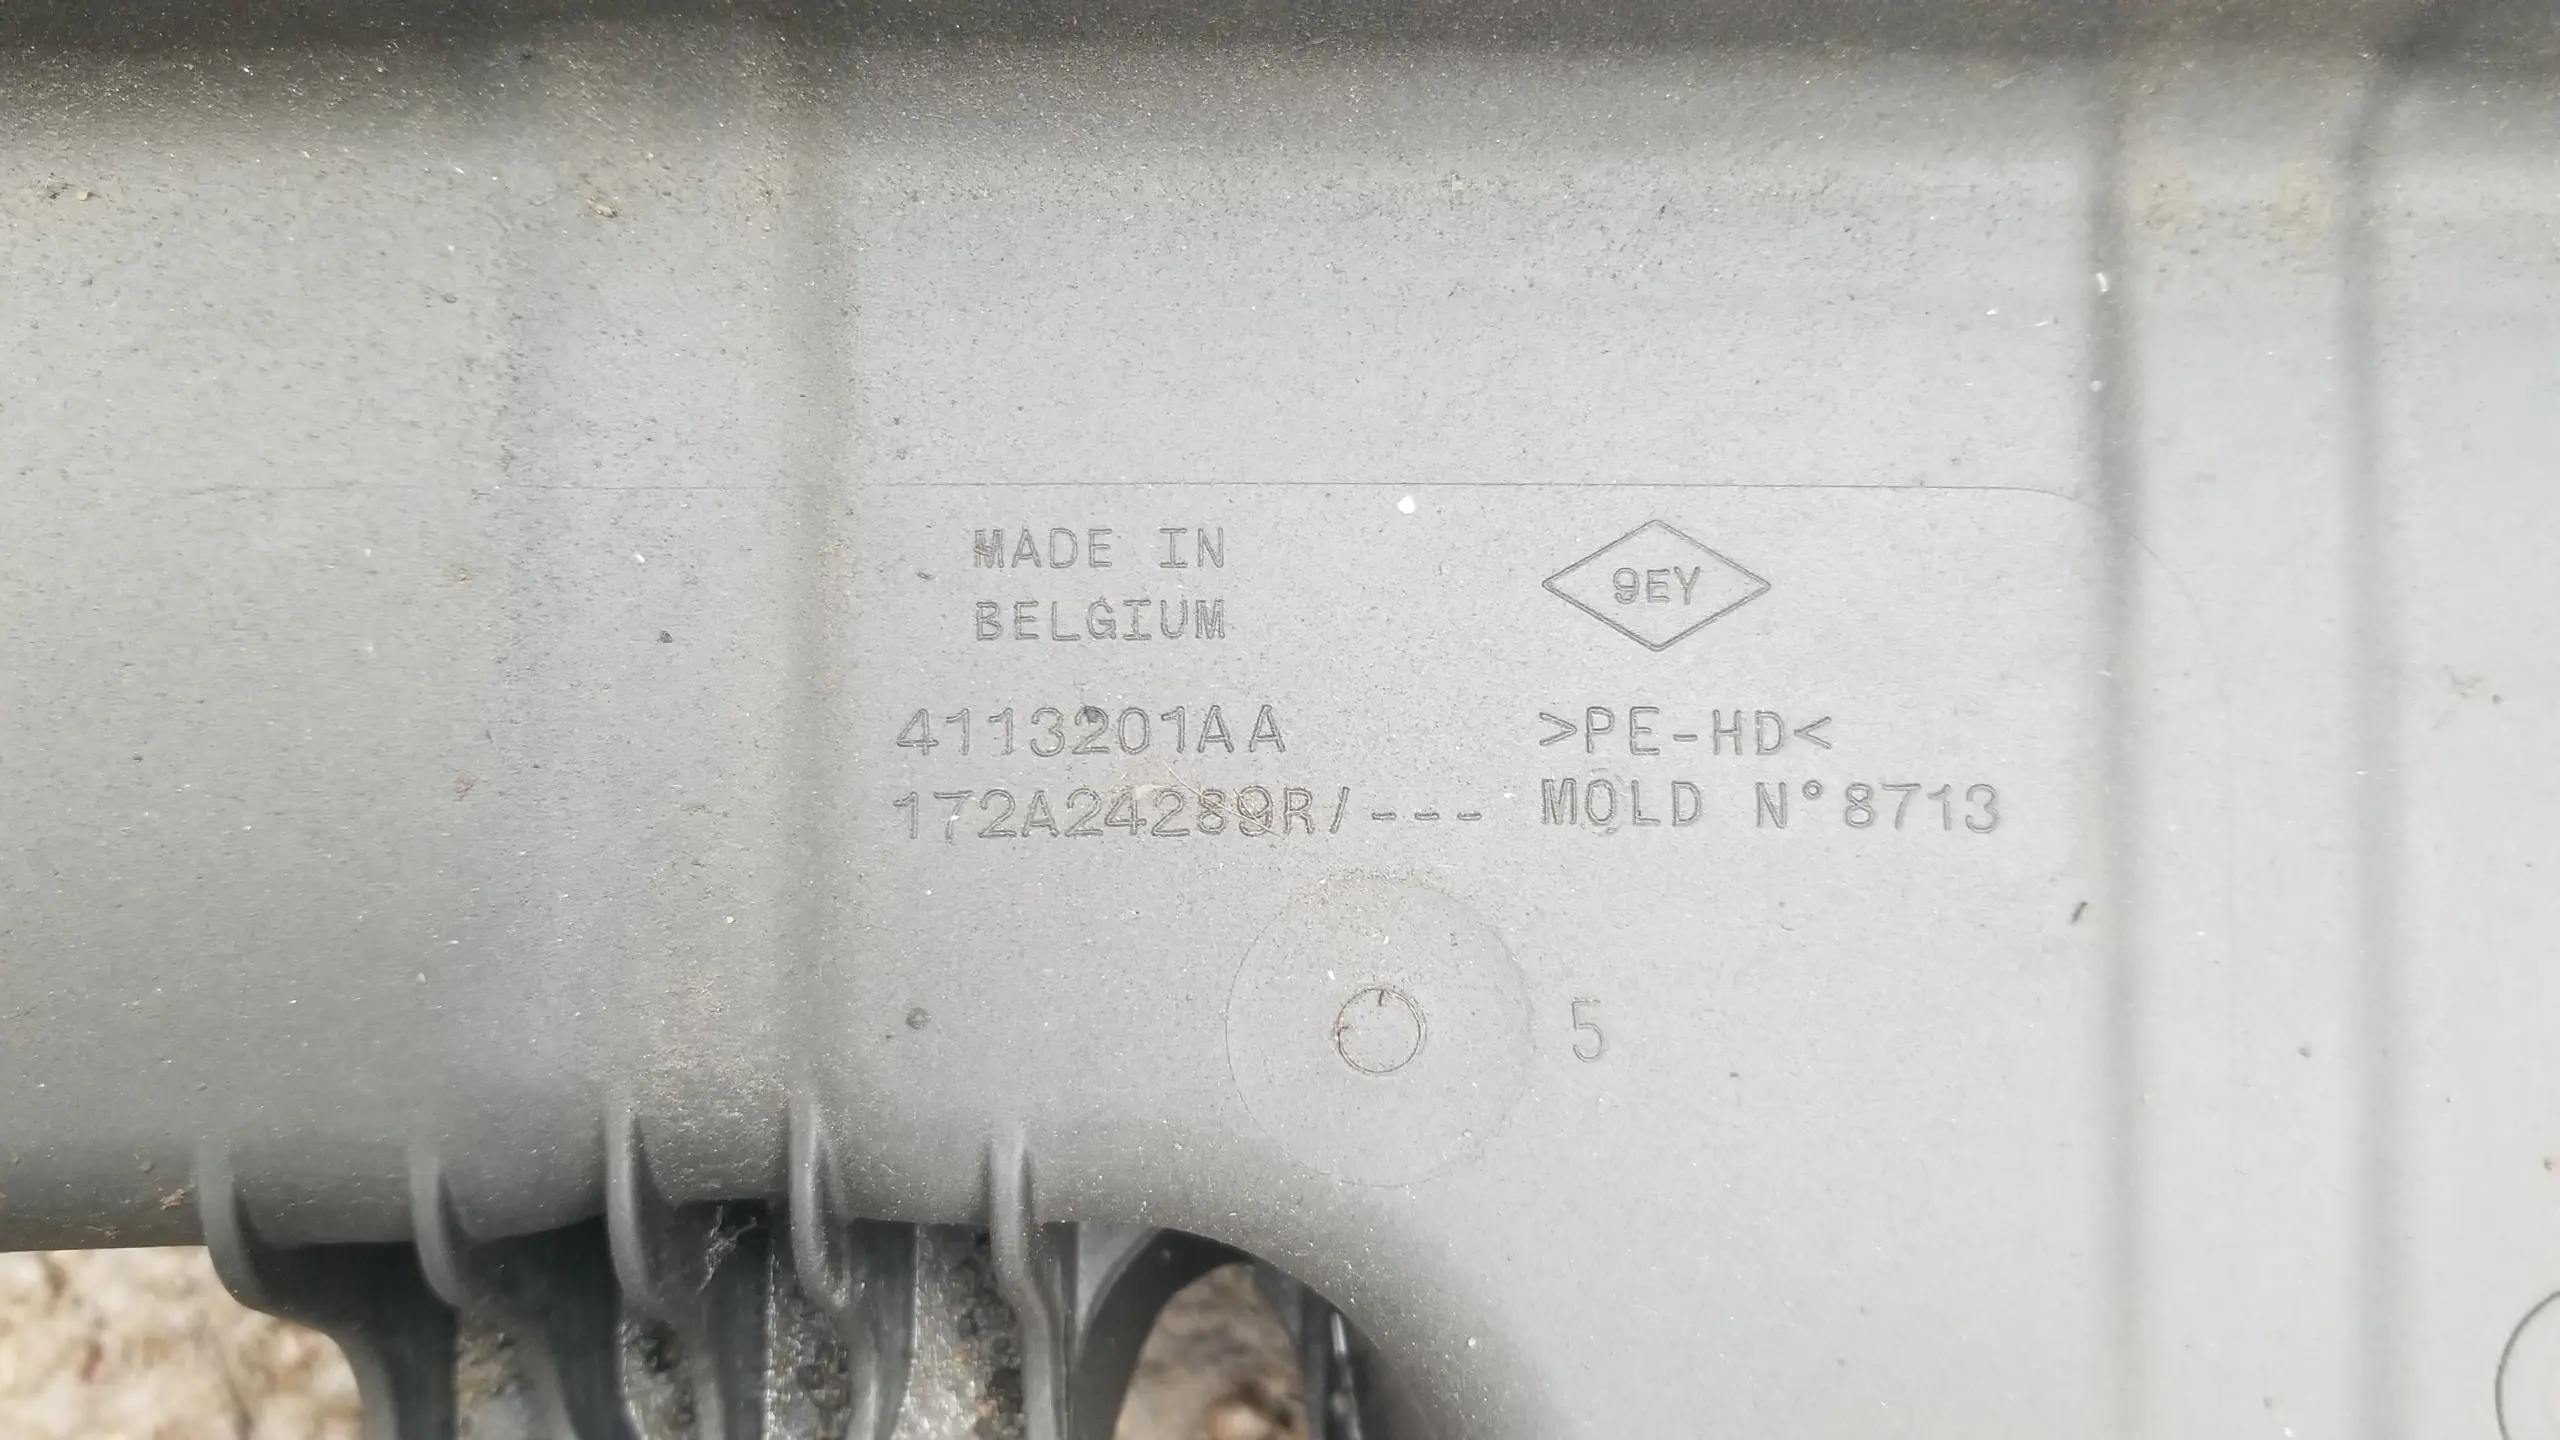 MADE IN
BELGIUM
9EY
4113201AA
172A24289R/---
>PE-HD<
MOLD N°8713
5